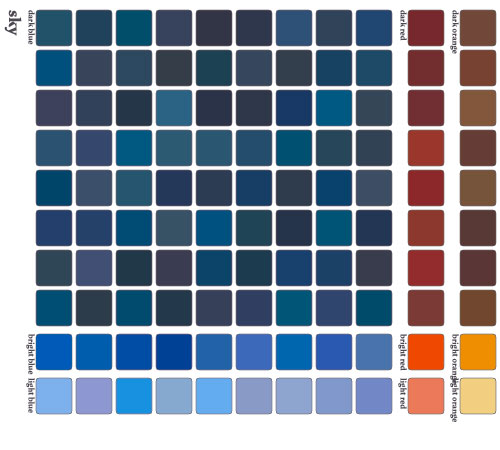 sky
dark blue
dark red
dark orange
bright blue
bright red
bright orange
light blue
light red
light orange